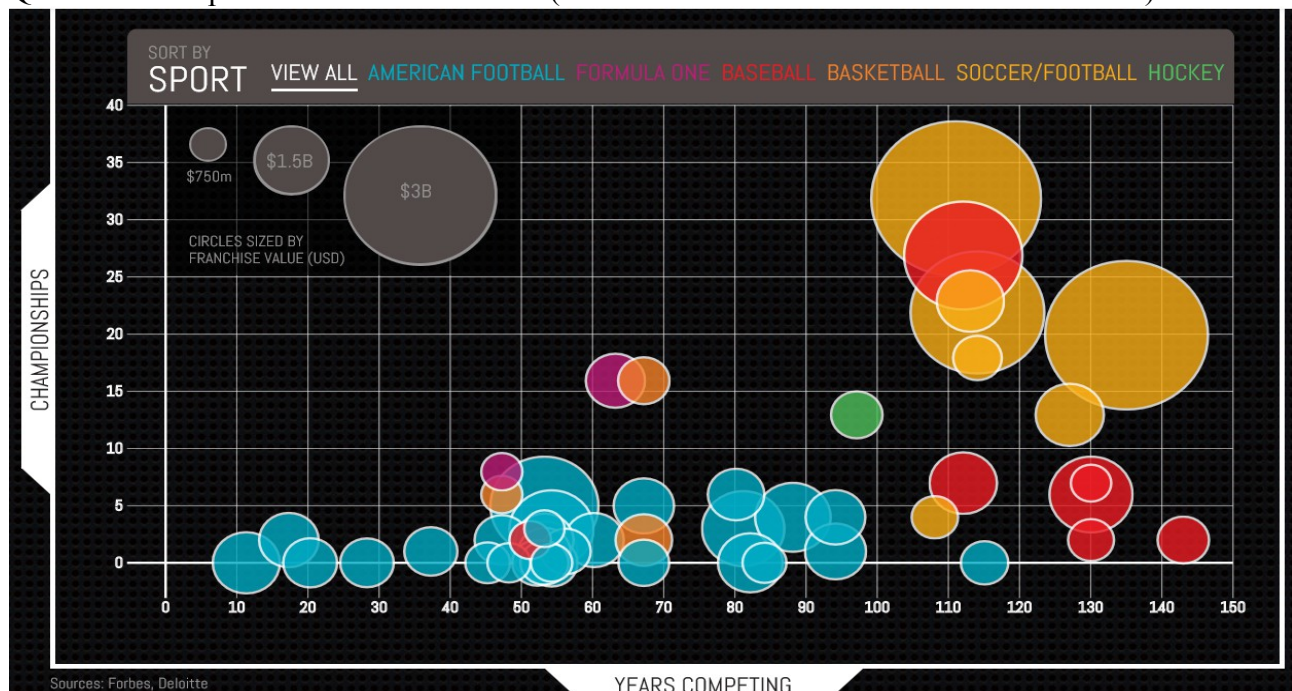 SORT BY
SPORT
VIEW ALL AMERICAN FOOTBALL FORMULA ONE BASEBALL BASKETBALL SOCCER/FOOTBALL HOCKEY
40
35
30
25
20
15
10
5
0
CHAMPIONSHIPS
$750m
$1.5B
$3B
CIRCLES SIZED BY
FRANCHISE VALUE (USD)
0 10 20 30 40 50 60 70 80 90 100 110 120 130 140 150
YEARS COMPETING
Sources: Forbes, Deloitte